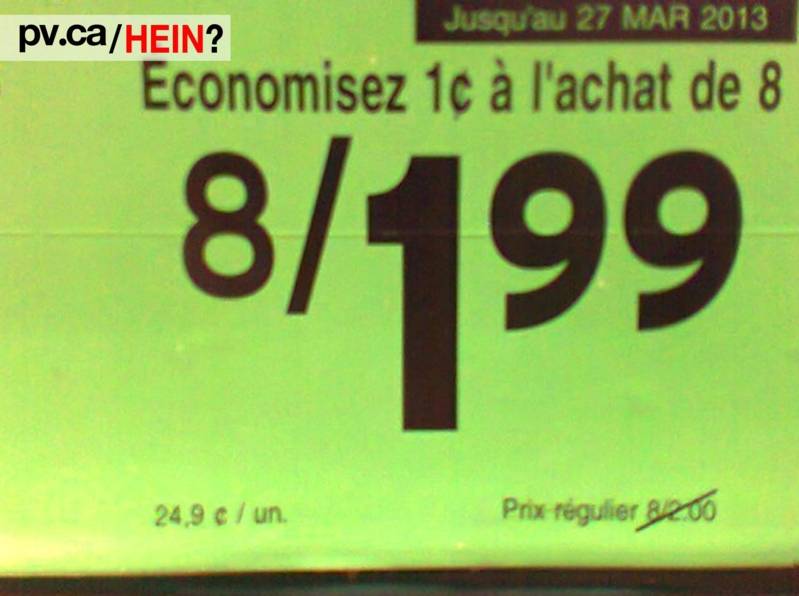 pv.ca/HEIN?
Jusqu'au 27 MAR 2013
Économisez 1¢ à l'achat de 8
8/199
24,9 ¢ / un.
Prix régulier 8/2.00